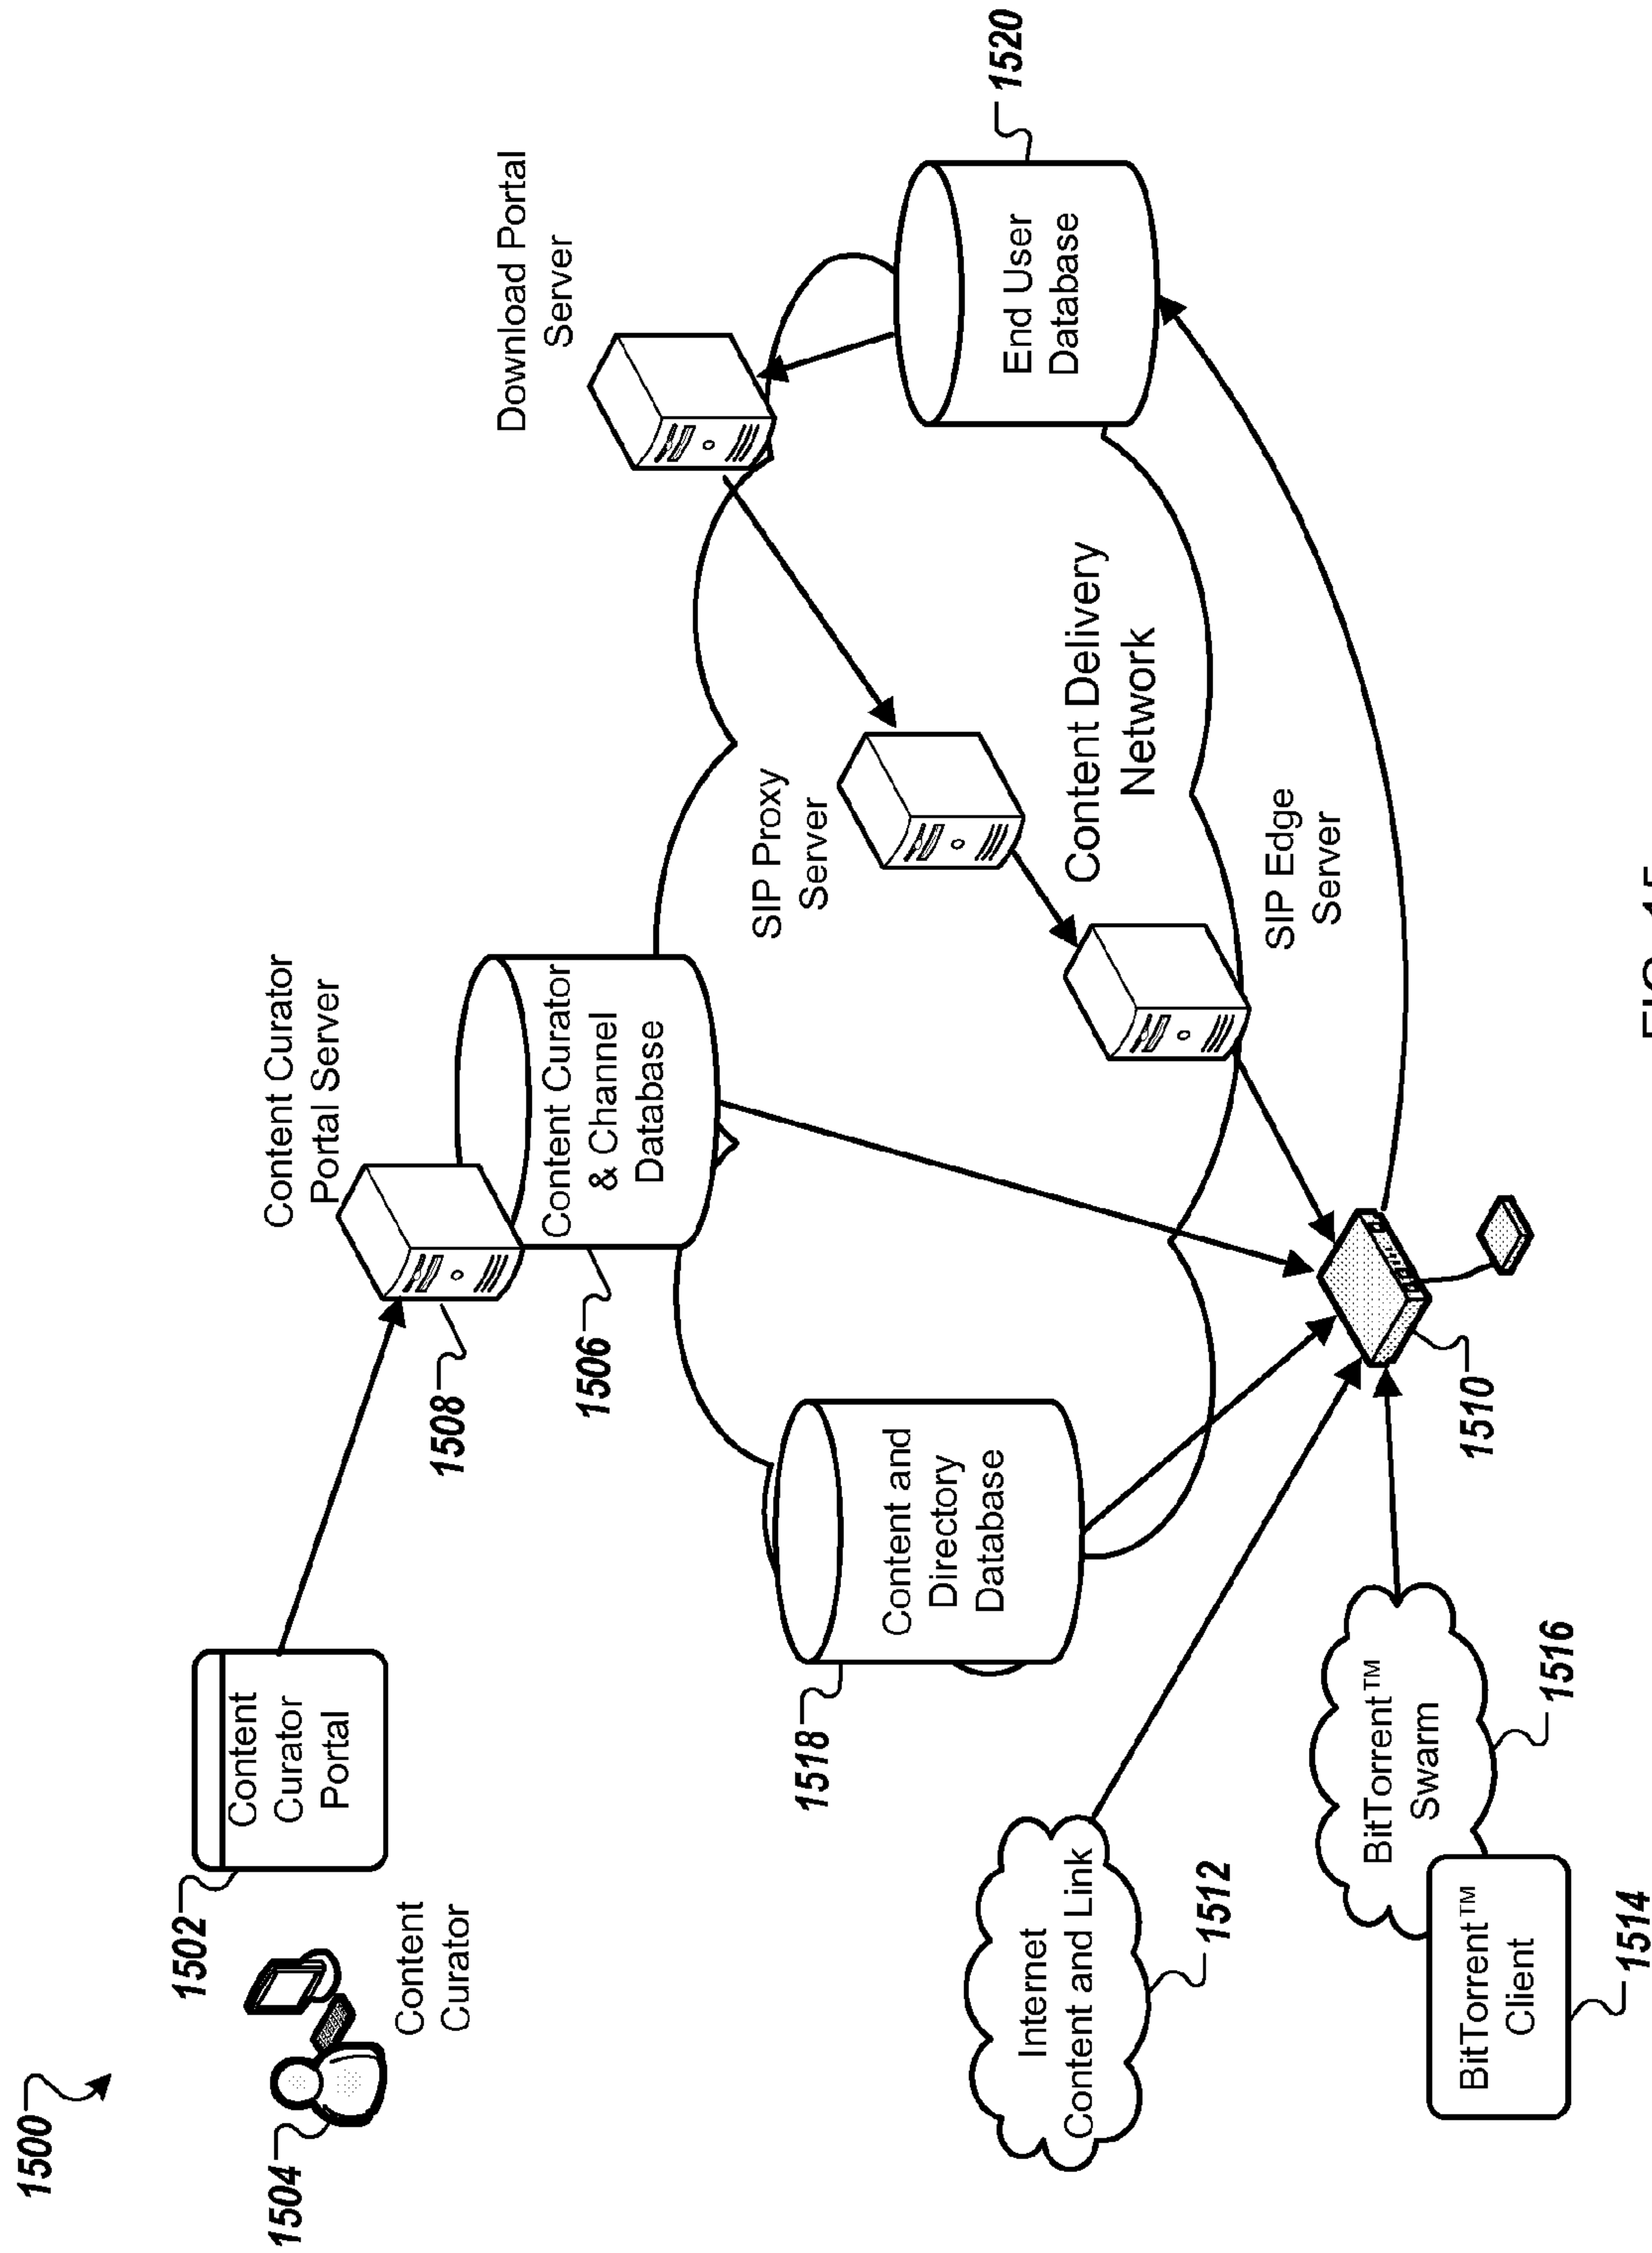 1500
1504
Content
Curator
1502
Content
Curator
Portal
Content Curator
Portal Server
1508
1506
Content Curator
& Channel
Database
Download Portal
Server
1520
End User
Database
SIP Proxy
Server
Content Delivery
Network
SIP Edge
Server
1518
Content and
Directory
Database
Internet
Content and Link
1512
BitTorrent™
Swarm
1516
BitTorrent™
Client
1514
1510